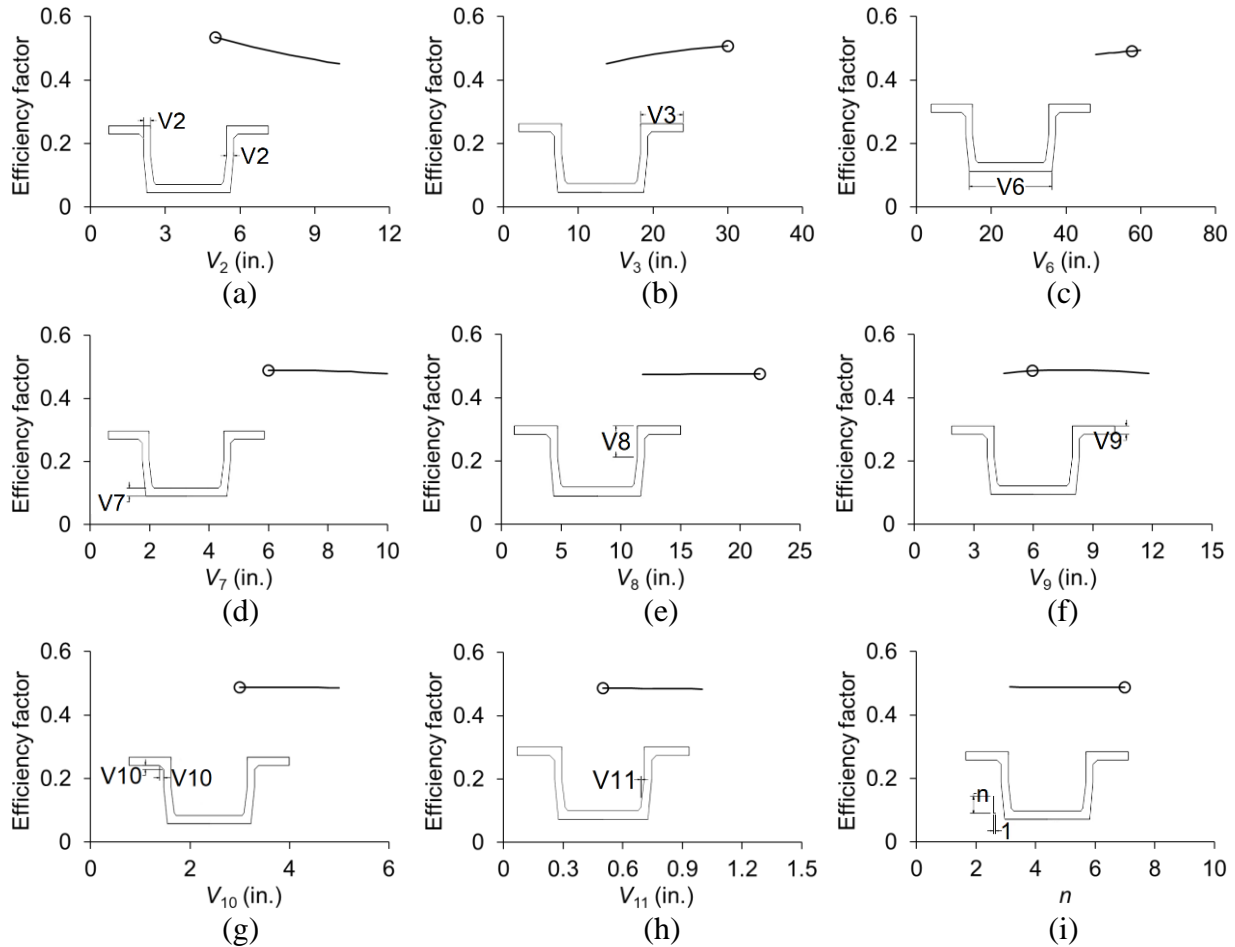 Efficiency factor
0.6
0.4
0.2
0
V2
V2
0 3 6 9 12
V2 (in.)
(a)
Efficiency factor
0.6
0.4
0.2
0
V3
0 10 20 30 40
V3 (in.)
(b)
Efficiency factor
0.6
0.4
0.2
0
V6
0 20 40 60 80
V6 (in.)
(c)
Efficiency factor
0.6
0.4
0.2
0
V7
0 2 4 6 8 10
V7 (in.)
(d)
Efficiency factor
0.6
0.4
0.2
0
V8
0 5 10 15 20 25
V8 (in.)
(e)
Efficiency factor
0.6
0.4
0.2
0
V9
0 3 6 9 12 15
V9 (in.)
(f)
Efficiency factor
0.6
0.4
0.2
0
V10 V10
0 2 4 6
V10 (in.)
(g)
Efficiency factor
0.6
0.4
0.2
0
V11
0 0.3 0.6 0.9 1.2 1.5
V11 (in.)
(h)
Efficiency factor
0.6
0.4
0.2
0
n
1
0 2 4 6 8 10
n
(i)